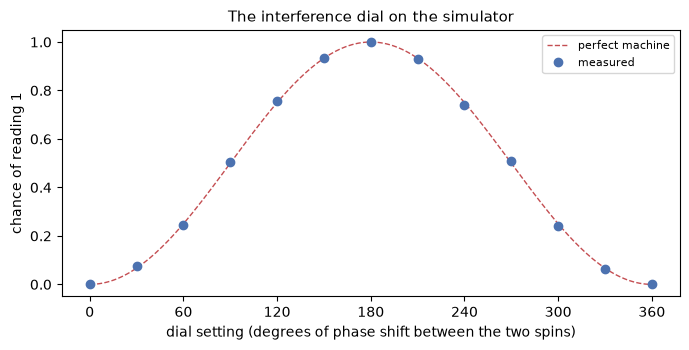 The interference dial on the simulator
perfect machine
measured
chance of reading 1
1.0
0.8
0.6
0.4
0.2
0.0
0 60 120 180 240 300 360
dial setting (degrees of phase shift between the two spins)